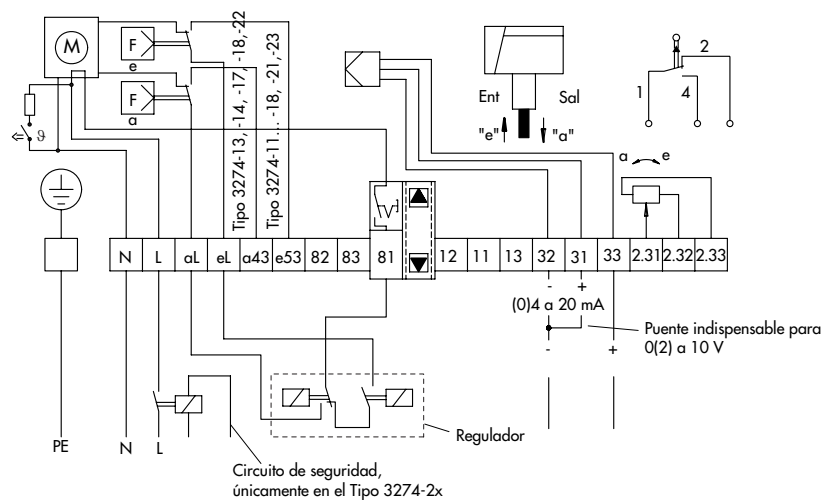 M
F
e
F
a
ϑ
Tipo 3274-13, -14, -17, -18,-22
Tipo 3274-11... -18, -21, -23
Ent
Sal
"e"
"a"
1
2
4
a
e
N
L
aL
eL
a43
e53
82
83
81
12
11
13
32
31
33
2.31
2.32
2.33
- +
(0)4 a 20 mA
Puente indispensable para
0(2) a 10 V
- +
Regulador
PE
N
L
Circuito de seguridad,
únicamente en el Tipo 3274-2x